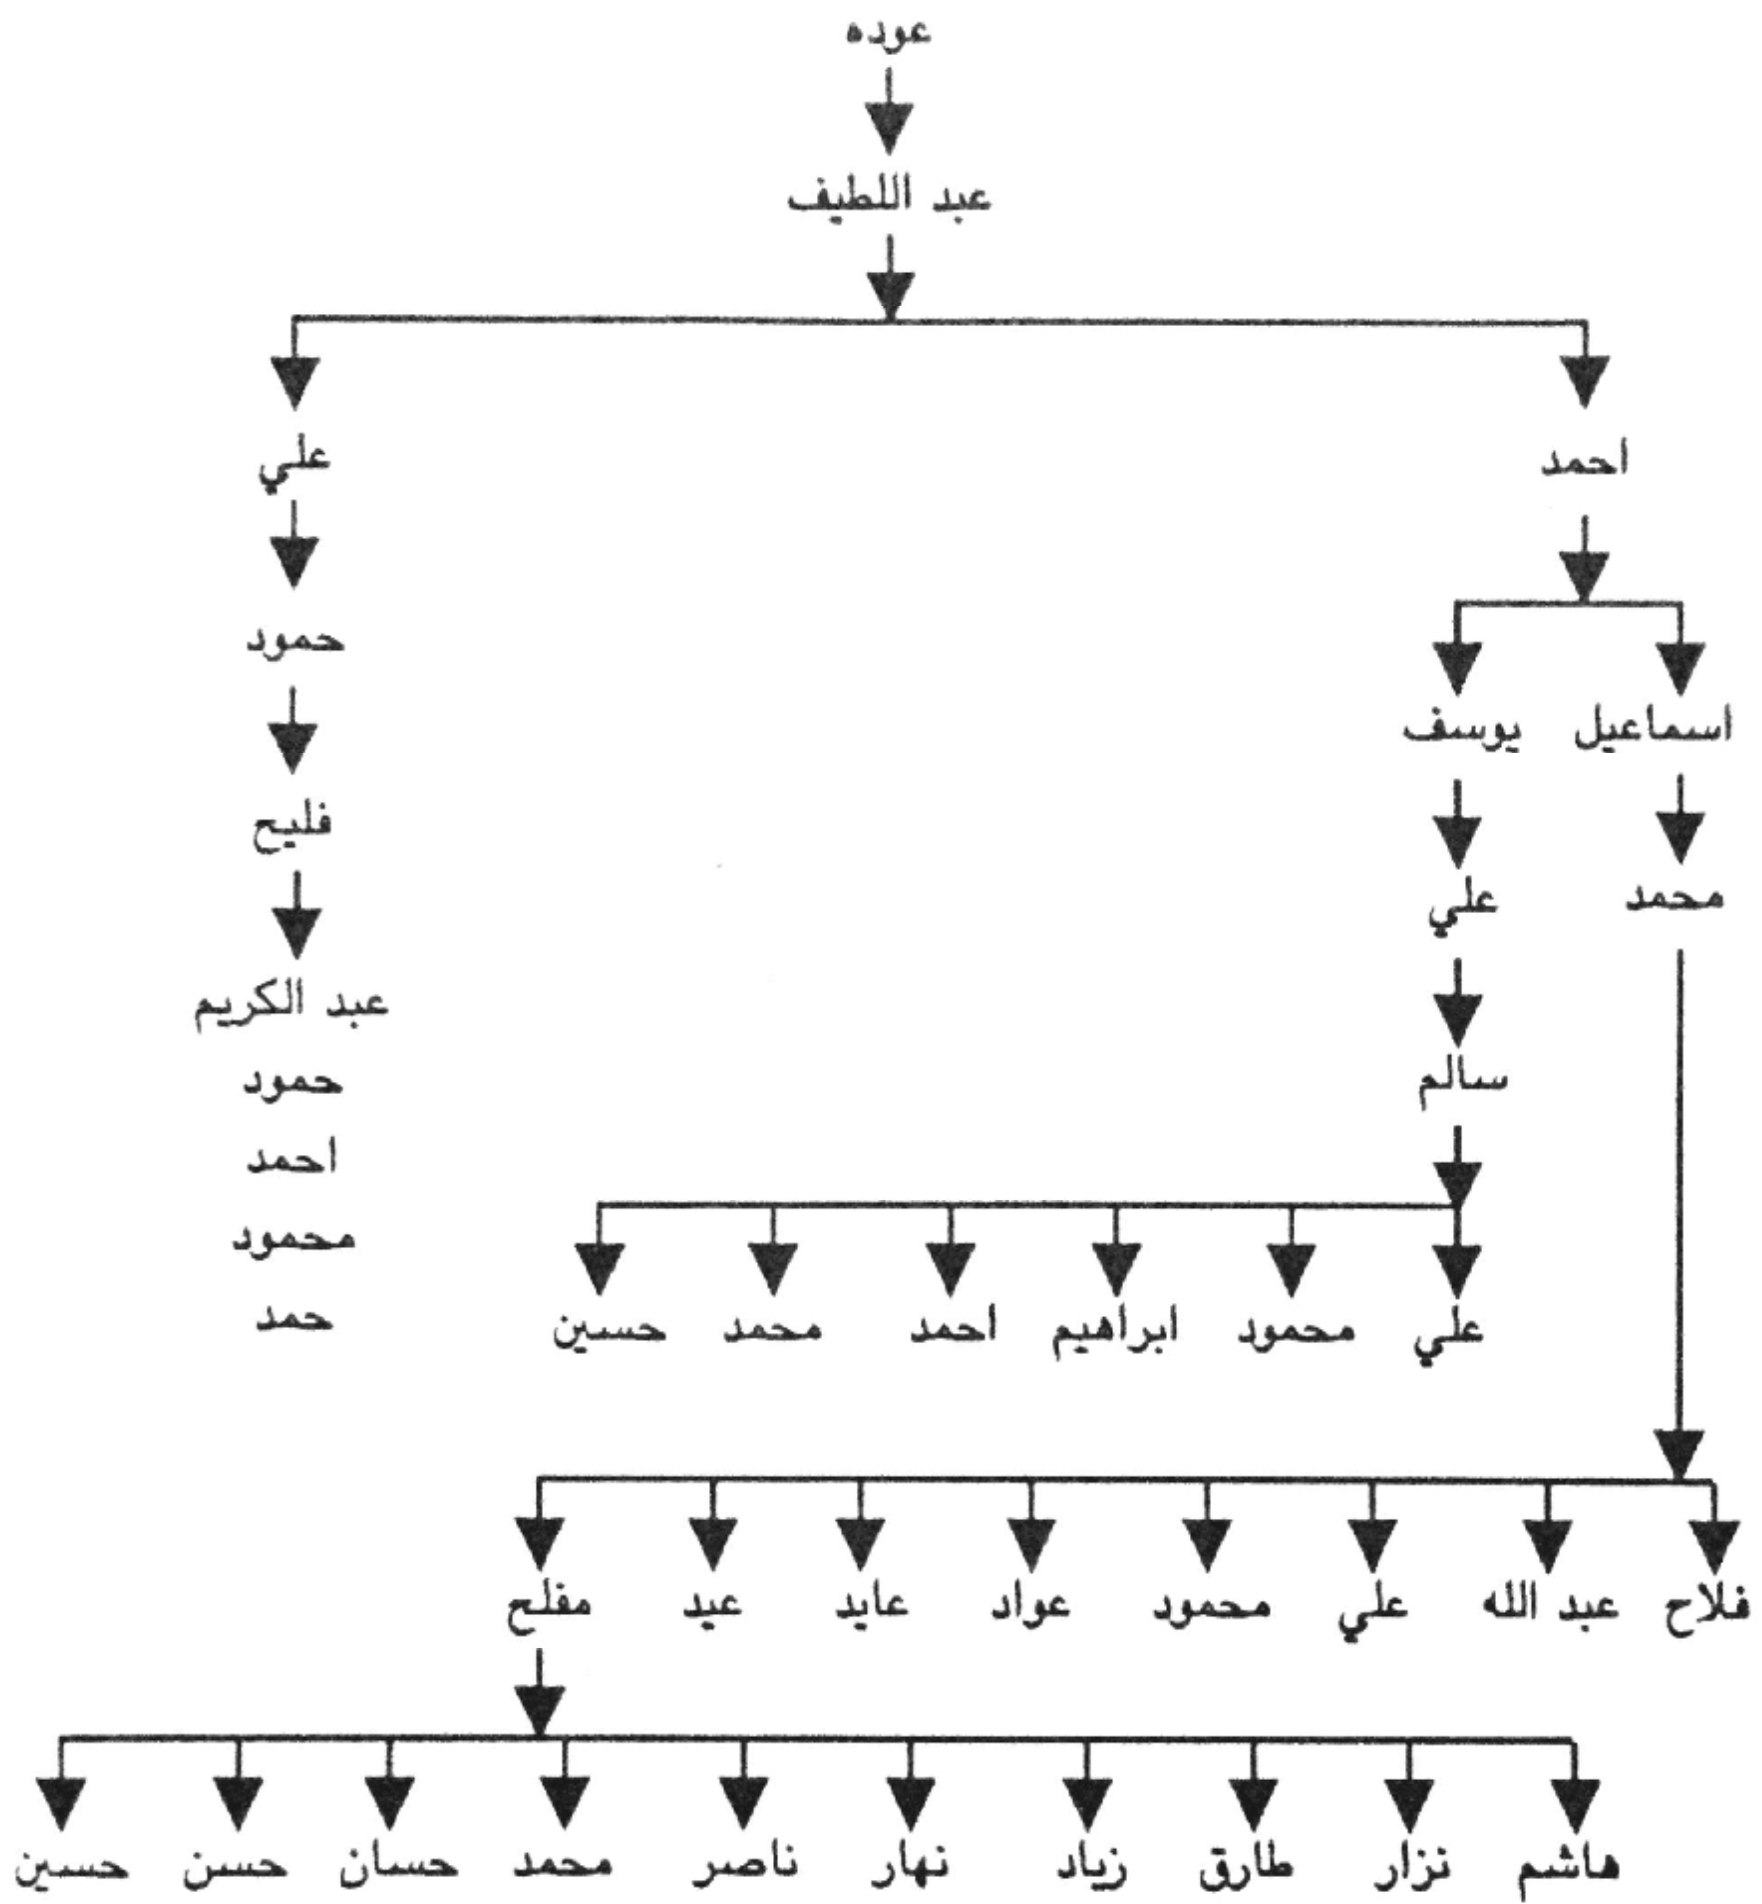 عوده
عبد اللطيف
احمد علي
حمود
اسماعيل يوسف
فليح
محمد علي
عبد الكريم
سالم حمود
احمد
محمود
علي محمود ابراهيم احمد محمد حسين حمد
فلاح عبد الله علي محمود عواد عايد عيد مفلح
هاشم نزار طارق زياد نهار ناصر محمد حسان حسن حسين